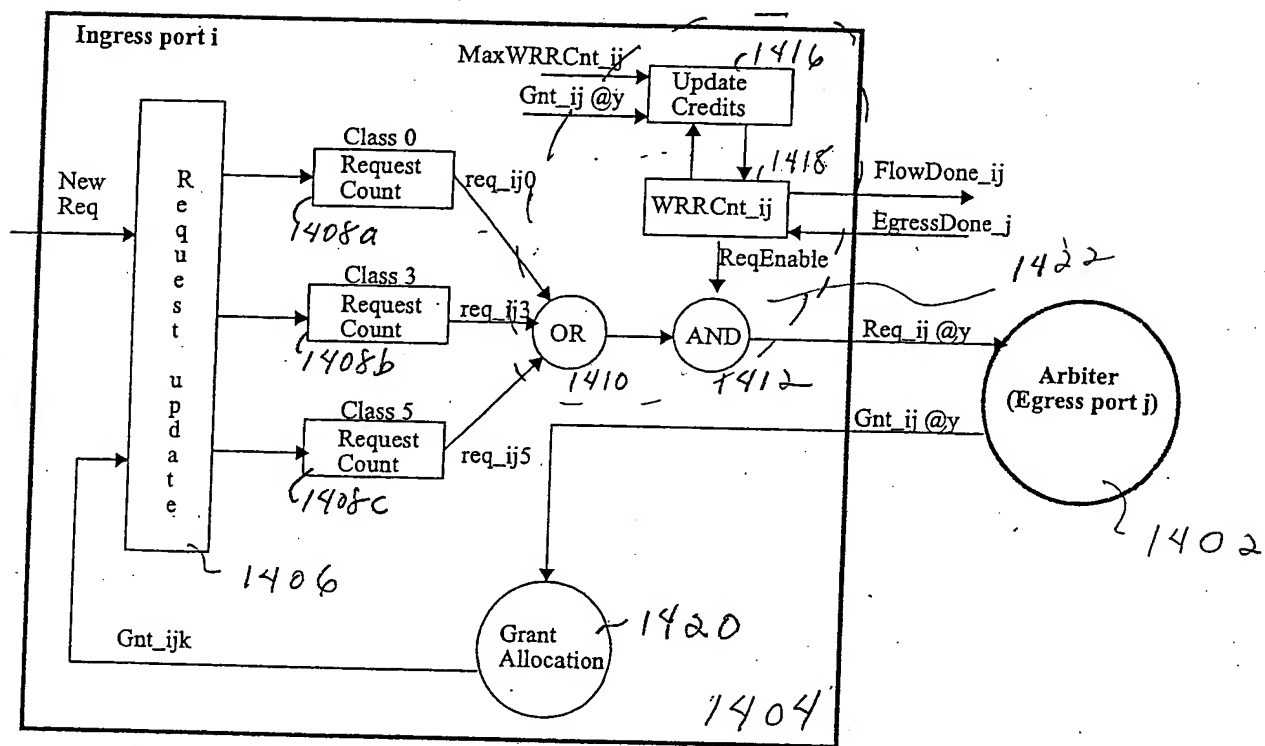 Ingress port i
MaxWRRCnt_ij
1416
Update
Credits
Gnt_ij @y
Class 0
Request
Count
req_ij0
1408a
New
Req
Request update
1418
WRRCnt_ij
FlowDone_ij
EgressDone_j
ReqEnable
1422
Class 3
Request
Count
req_ij3
1408b
OR
1410
AND
1412
Req_ij @y
Arbiter
(Egress port j)
Gnt_ij @y
1402
Class 5
Request
Count
req_ij5
1408c
1406
Gnt_ijk
Grant
Allocation
1420
1404